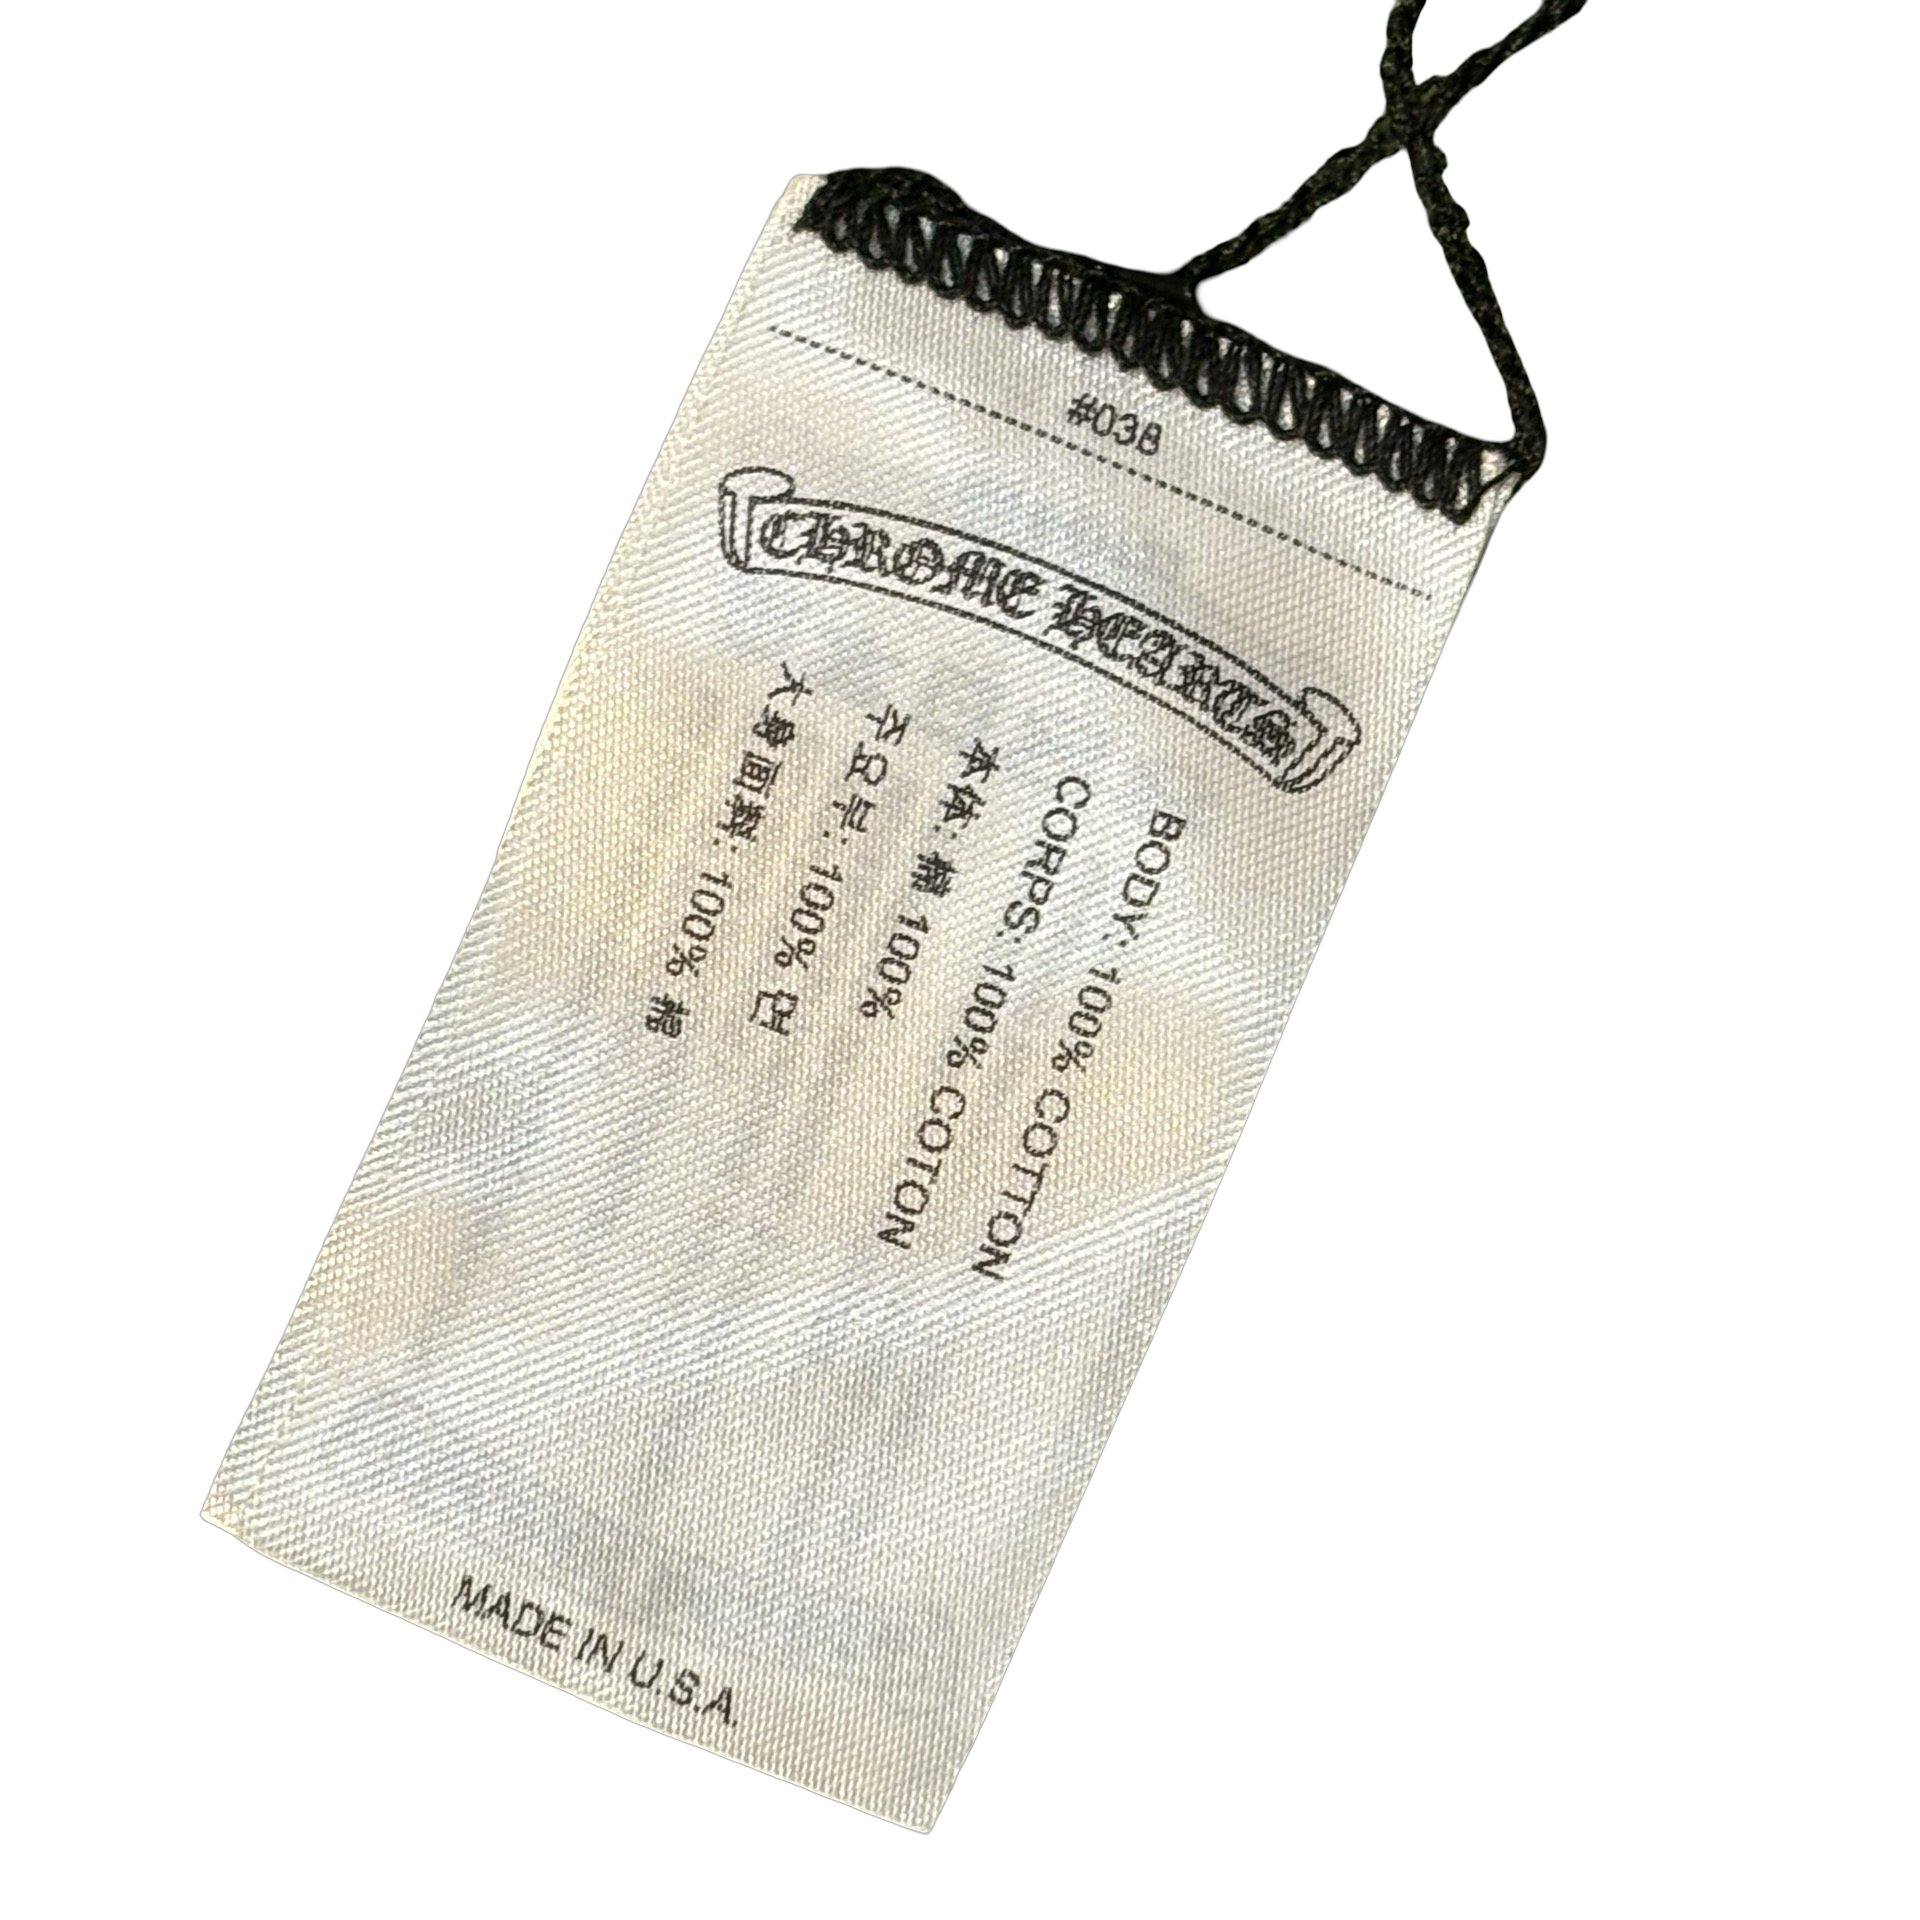 #038
CHROME HEARTS
BODY: 100% COTTON
CORPS: 100% COTON
本体: 綿 100%
주요부: 100% 면
大身面料: 100% 棉
MADE IN U.S.A.